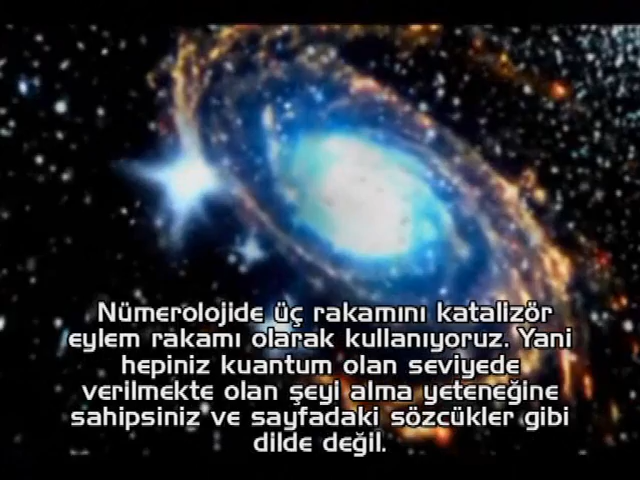 Nümerolojide üç rakamını katalizör
eylem rakamı olarak kullanıyoruz. Yani
hepiniz kuantum olan seviyede
verilmekte olan şeyi alma yeteneğine
sahipsiniz ve sayfadaki sözcükler gibi
dilde değil.